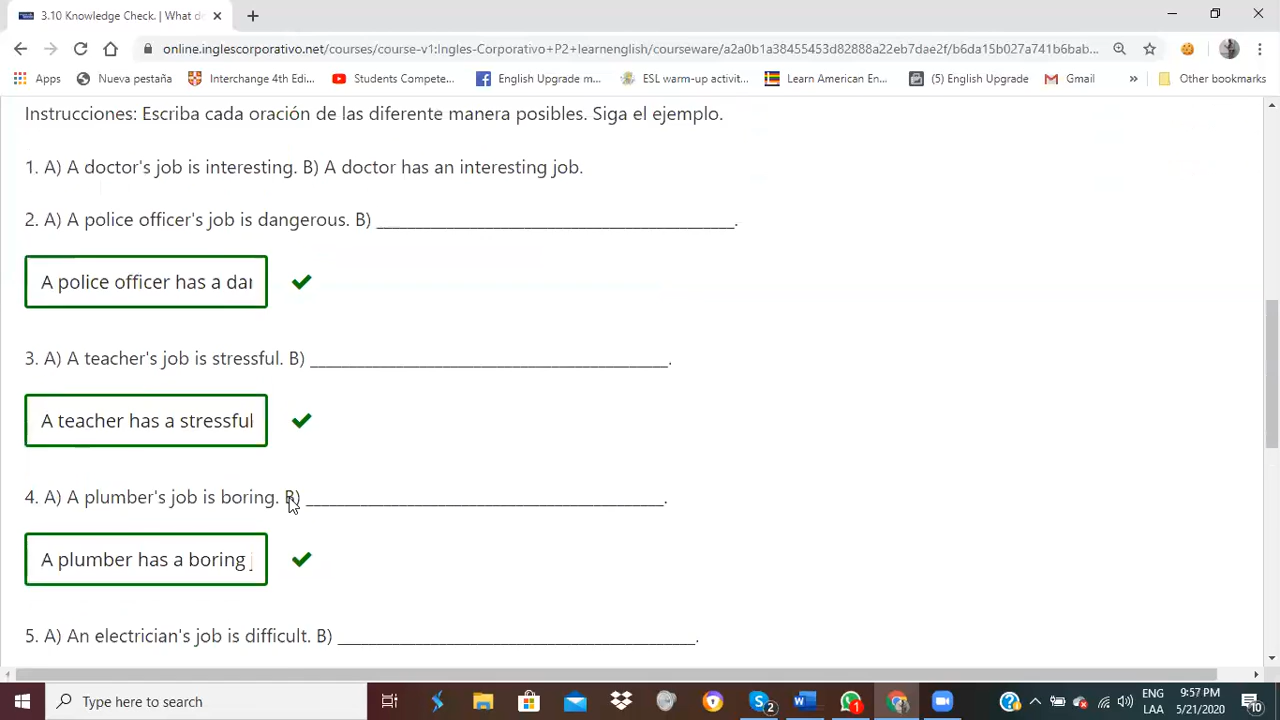 3.10 Knowledge Check. | What d
online.inglescorporativo.net/courses/course-v1:Ingles-Corporativo+P2+learnenglish/courseware/a2a0b1a38455453d82888a22eb7dae2f/b6da15b027a741b6bab...
Apps Nueva pestaña Interchange 4th Edi... Students Compete... English Upgrade m... ESL warm-up activit... Learn American En... (5) English Upgrade Gmail » Other bookmarks
Instrucciones: Escriba cada oración de las diferente manera posibles. Siga el ejemplo.
1. A) A doctor's job is interesting. B) A doctor has an interesting job.
2. A) A police officer's job is dangerous. B) ________________________________________.
A police officer has a dan
3. A) A teacher's job is stressful. B) ________________________________________.
A teacher has a stressful
4. A) A plumber's job is boring. B) ________________________________________.
A plumber has a boring j
5. A) An electrician's job is difficult. B) ________________________________________.
Type here to search
2
1
ENG 9:57 PM
LAA 5/21/2020
10